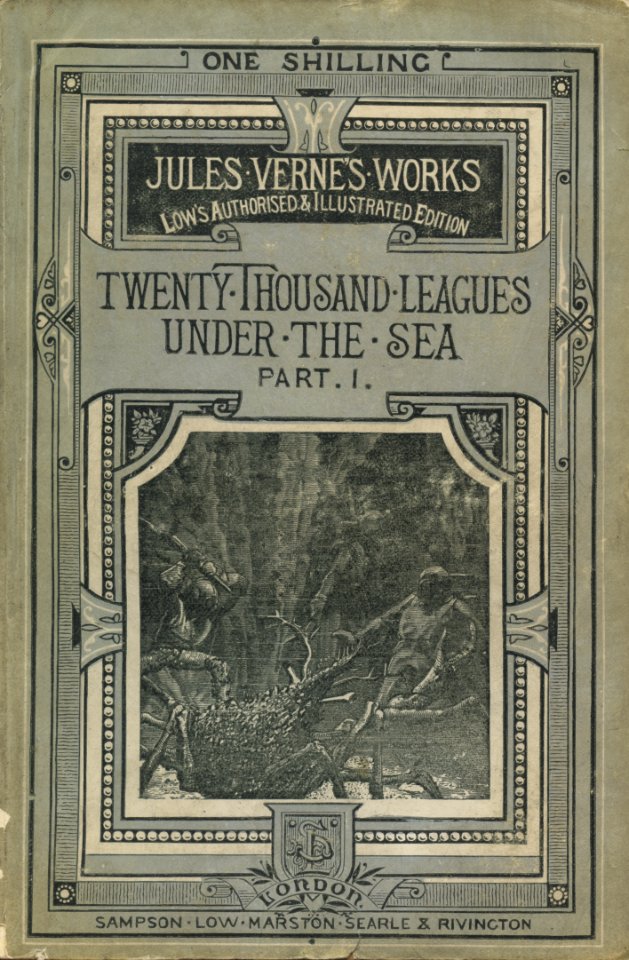 ONE SHILLING
JULES·VERNE'S·WORKS
LOW'S AUTHORISED & ILLUSTRATED EDITION
TWENTY·THOUSAND·LEAGUES
UNDER·THE·SEA
PART. I.
LONDON.
SAMPSON·LOW·MARSTON·SEARLE & RIVINGTON